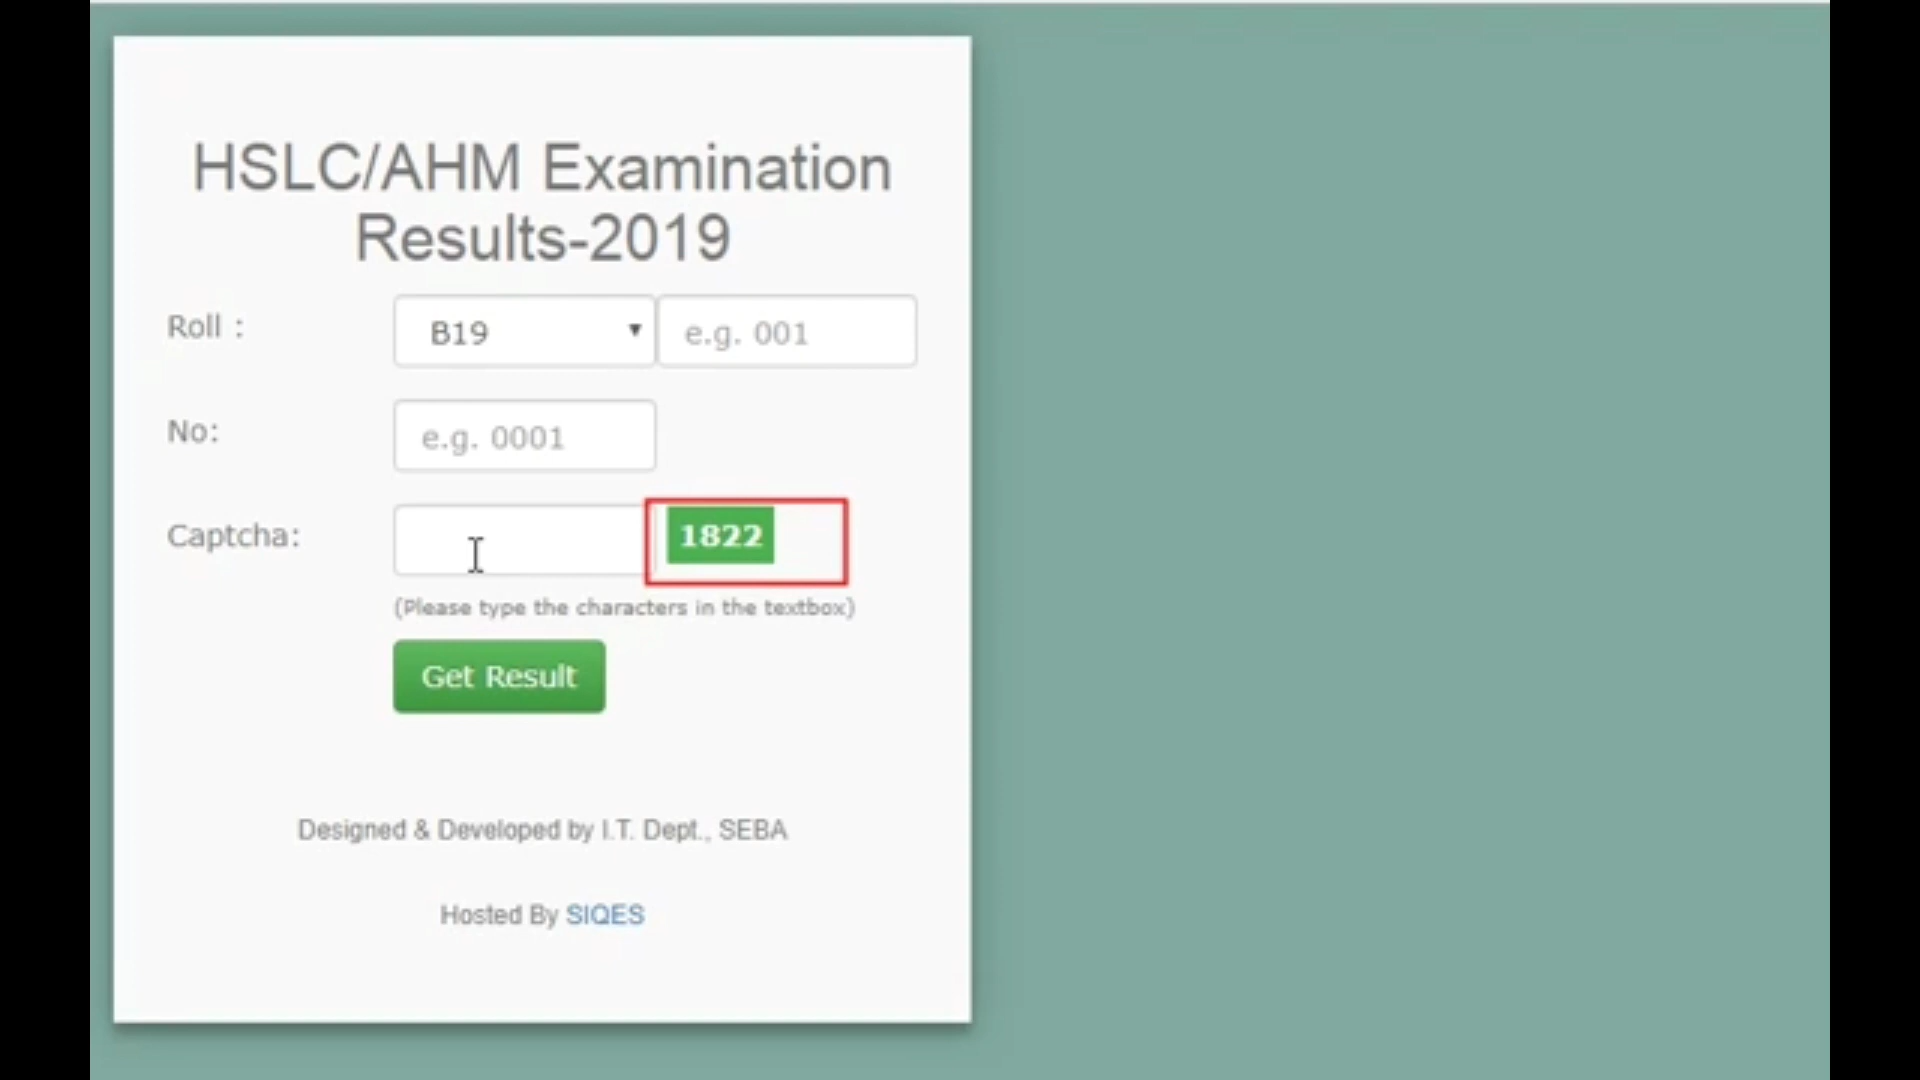 HSLC/AHM Examination
Results-2019
Roll :
B19
e.g. 001
No:
e.g. 0001
Captcha:
1822
(Please type the characters in the textbox)
Get Result
Designed & Developed by I.T. Dept., SEBA
Hosted By SIQES